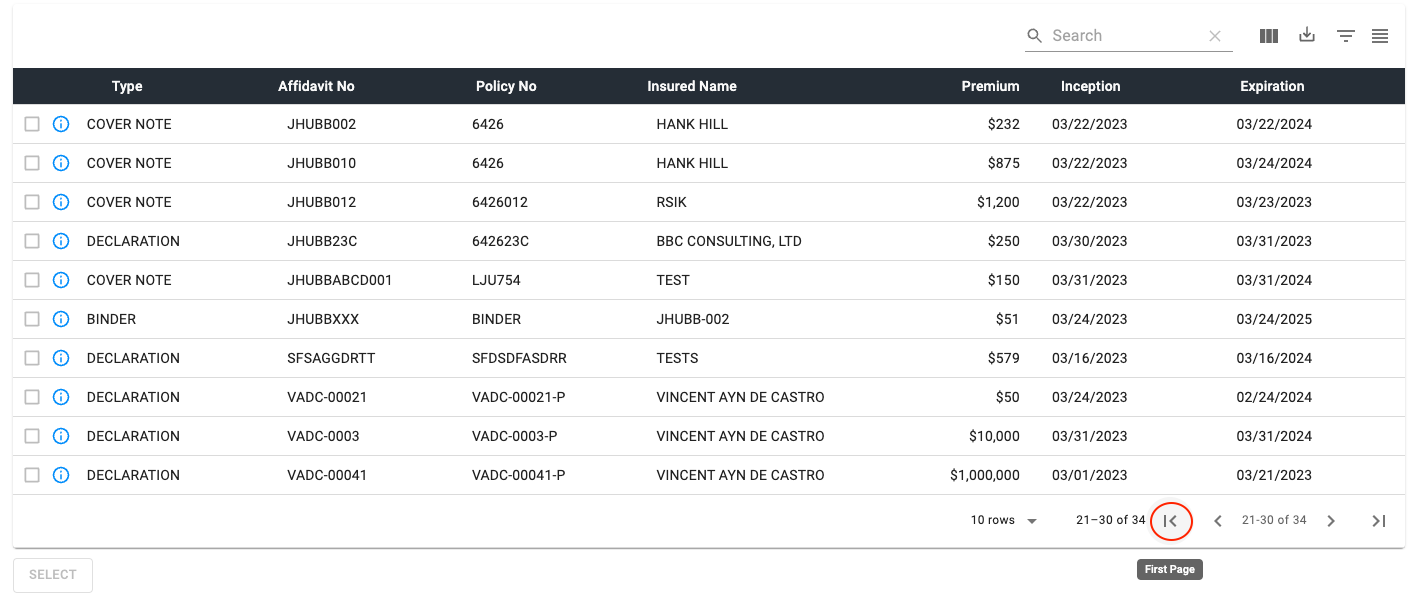 Search
Type Affidavit No Policy No Insured Name Premium Inception Expiration
COVER NOTE JHUBB002 6426 HANK HILL $232 03/22/2023 03/22/2024
COVER NOTE JHUBB010 6426 HANK HILL $875 03/22/2023 03/24/2024
COVER NOTE JHUBB012 6426012 RSIK $1,200 03/22/2023 03/23/2023
DECLARATION JHUBB23C 642623C BBC CONSULTING, LTD $250 03/30/2023 03/31/2023
COVER NOTE JHUBBABCD001 LJU754 TEST $150 03/31/2023 03/31/2024
BINDER JHUBBXXX BINDER JHUBB-002 $51 03/24/2023 03/24/2025
DECLARATION SFSAGGDRTT SFDSDFASDRR TESTS $579 03/16/2023 03/16/2024
DECLARATION VADC-00021 VADC-00021-P VINCENT AYN DE CASTRO $50 03/24/2023 02/24/2024
DECLARATION VADC-0003 VADC-0003-P VINCENT AYN DE CASTRO $10,000 03/31/2023 03/31/2024
DECLARATION VADC-00041 VADC-00041-P VINCENT AYN DE CASTRO $1,000,000 03/01/2023 03/21/2023
10 rows 21–30 of 34 21-30 of 34
First Page
SELECT